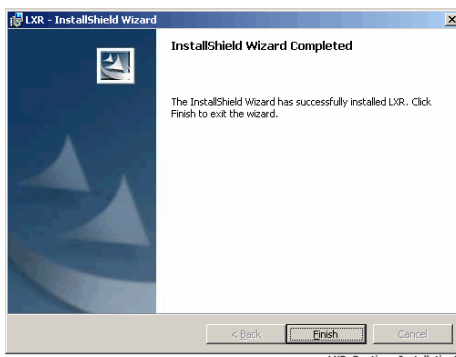 LXR - InstallShield Wizard
InstallShield Wizard Completed
The InstallShield Wizard has successfully installed LXR. Click
Finish to exit the wizard.
< Back
Finish
Cancel